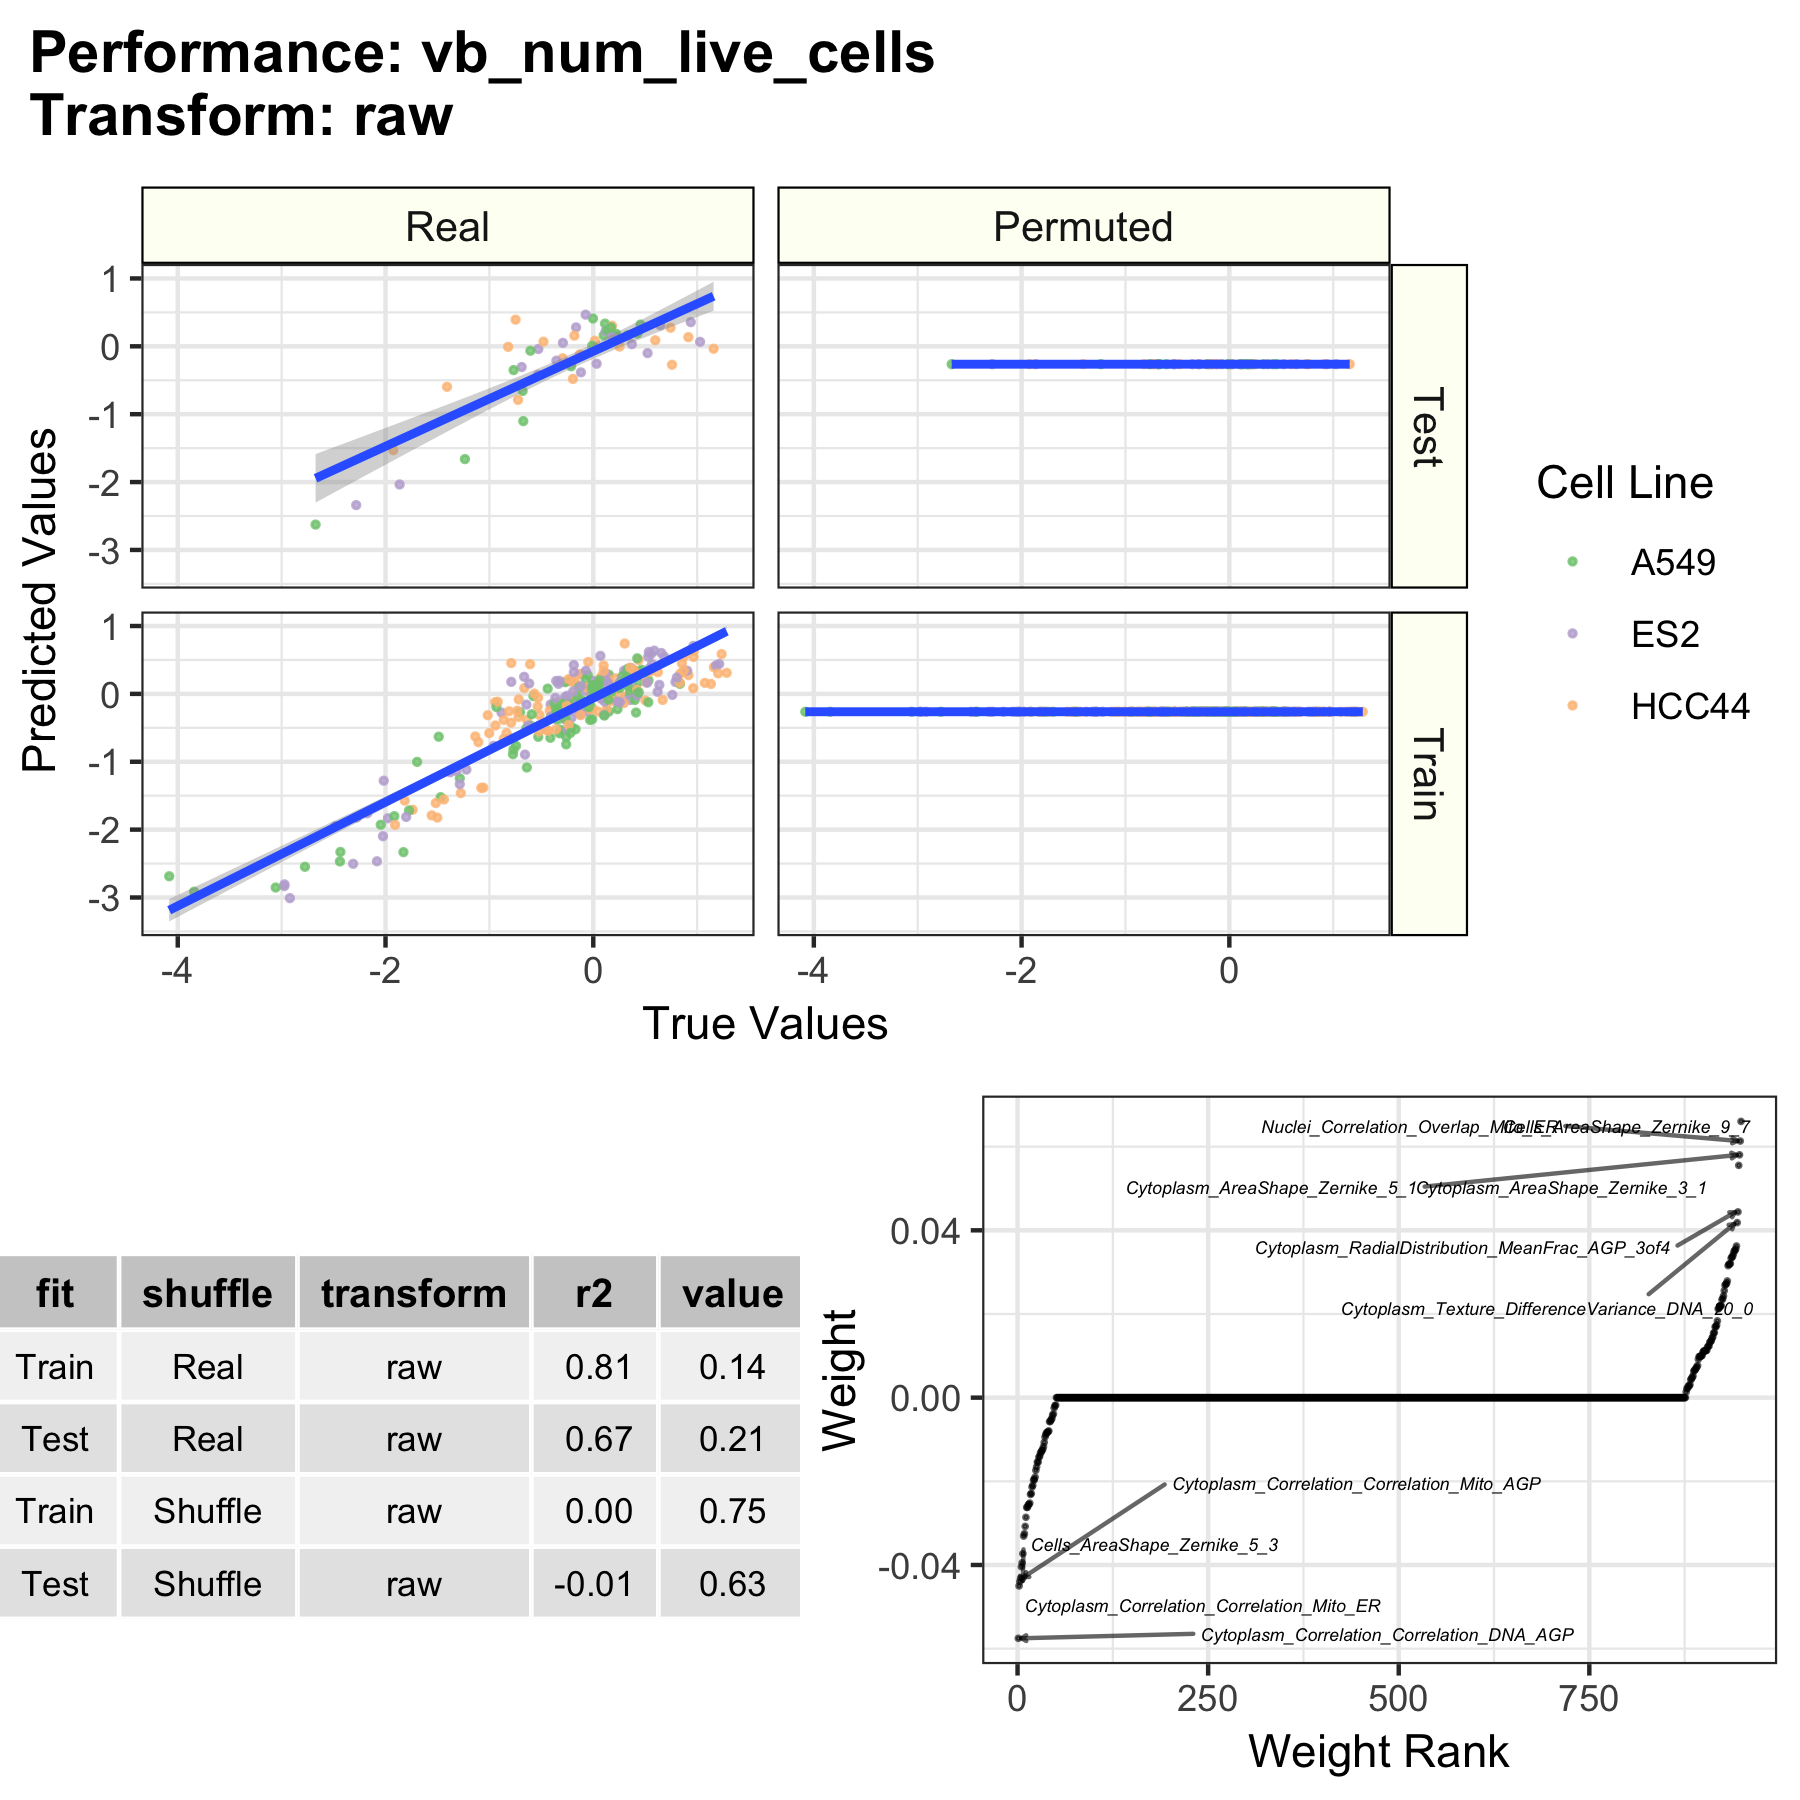 Performance: vb_num_live_cells
Transform: raw
Real
Permuted
1
0
-1
-2
-3
Test
1
0
-1
-2
-3
Train
Predicted Values
-4
-2
0
-4
-2
0
True Values
Cell Line
A549
ES2
HCC44
fit shuffle transform r2 value
Train Real raw 0.81 0.14
Test Real raw 0.67 0.21
Train Shuffle raw 0.00 0.75
Test Shuffle raw -0.01 0.63
Weight
0.04
0.00
-0.04
Nuclei_Correlation_Overlap_Mito_ER
Cells_AreaShape_Zernike_9_7
Cytoplasm_AreaShape_Zernike_5_1
Cytoplasm_AreaShape_Zernike_3_1
Cytoplasm_RadialDistribution_MeanFrac_AGP_3of4
Cytoplasm_Texture_DifferenceVariance_DNA_20_0
Cytoplasm_Correlation_Correlation_Mito_AGP
Cells_AreaShape_Zernike_5_3
Cytoplasm_Correlation_Correlation_Mito_ER
Cytoplasm_Correlation_Correlation_DNA_AGP
0
250
500
750
Weight Rank